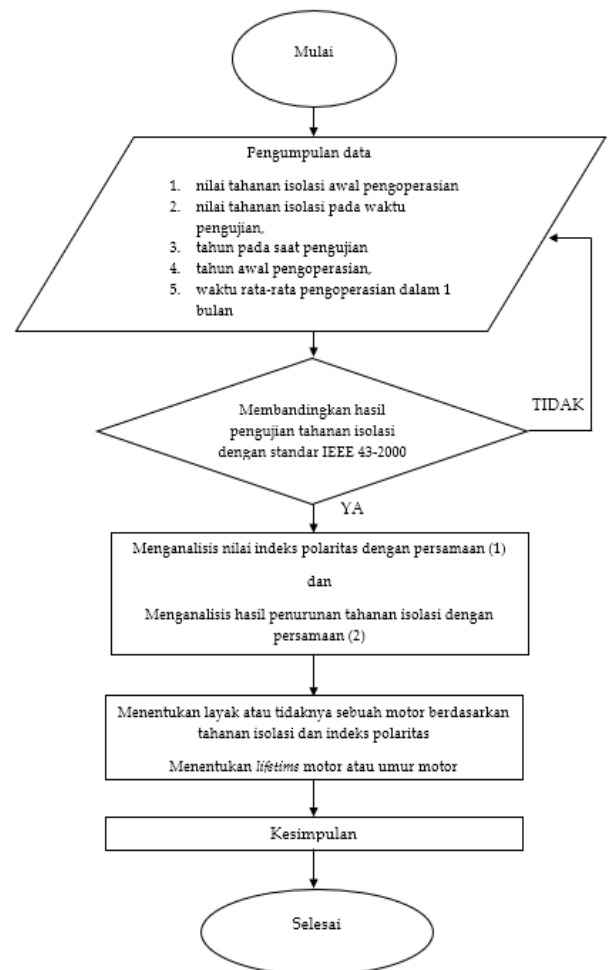 Mulai
Pengumpulan data
1. nilai tahanan isolasi awal pengoperasian
2. nilai tahanan isolasi pada waktu
pengujian,
3. tahun pada saat pengujian
4. tahun awal pengoperasian,
5. waktu rata-rata pengoperasian dalam 1
bulan
TIDAK
Membandingkan hasil
pengujian tahanan isolasi
dengan standar IEEE 43-2000
YA
Menganalisis nilai indeks polaritas dengan persamaan (1)
dan
Menganalisis hasil penurunan tahanan isolasi dengan
persamaan (2)
Menentukan layak atau tidaknya sebuah motor berdasarkan
tahanan isolasi dan indeks polaritas
Menentukan lifetime motor atau umur motor
Kesimpulan
Selesai